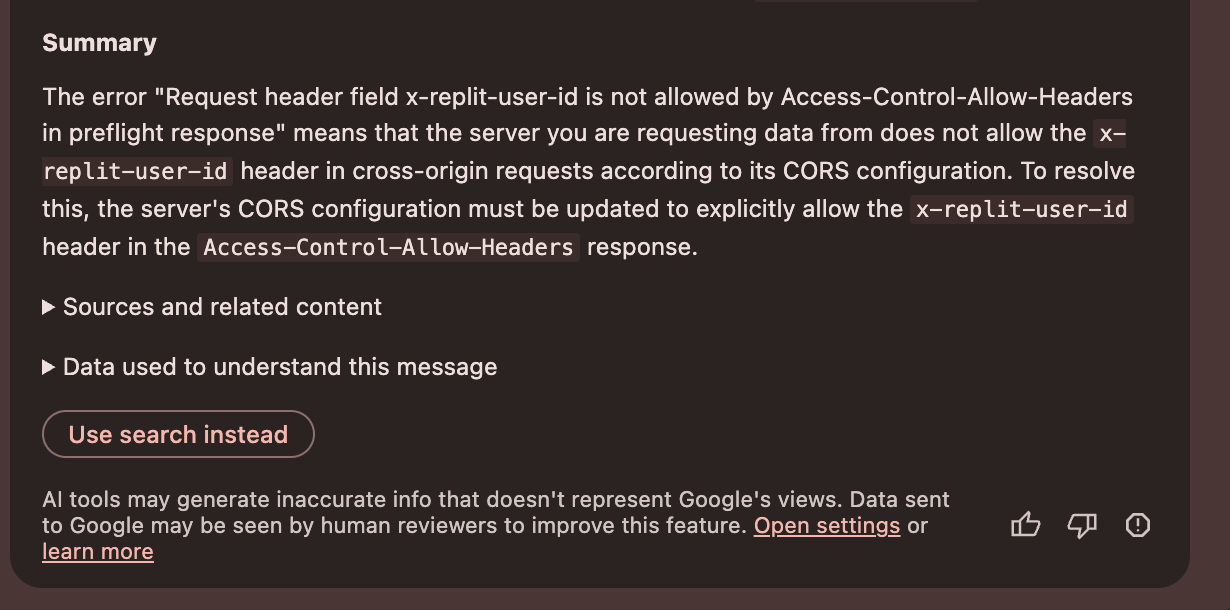 Summary
The error "Request header field x-replit-user-id is not allowed by Access-Control-Allow-Headers
in preflight response" means that the server you are requesting data from does not allow the x-
replit-user-id header in cross-origin requests according to its CORS configuration. To resolve
this, the server's CORS configuration must be updated to explicitly allow the x-replit-user-id
header in the Access-Control-Allow-Headers response.
Sources and related content
Data used to understand this message
Use search instead
AI tools may generate inaccurate info that doesn't represent Google's views. Data sent
to Google may be seen by human reviewers to improve this feature. Open settings or
learn more